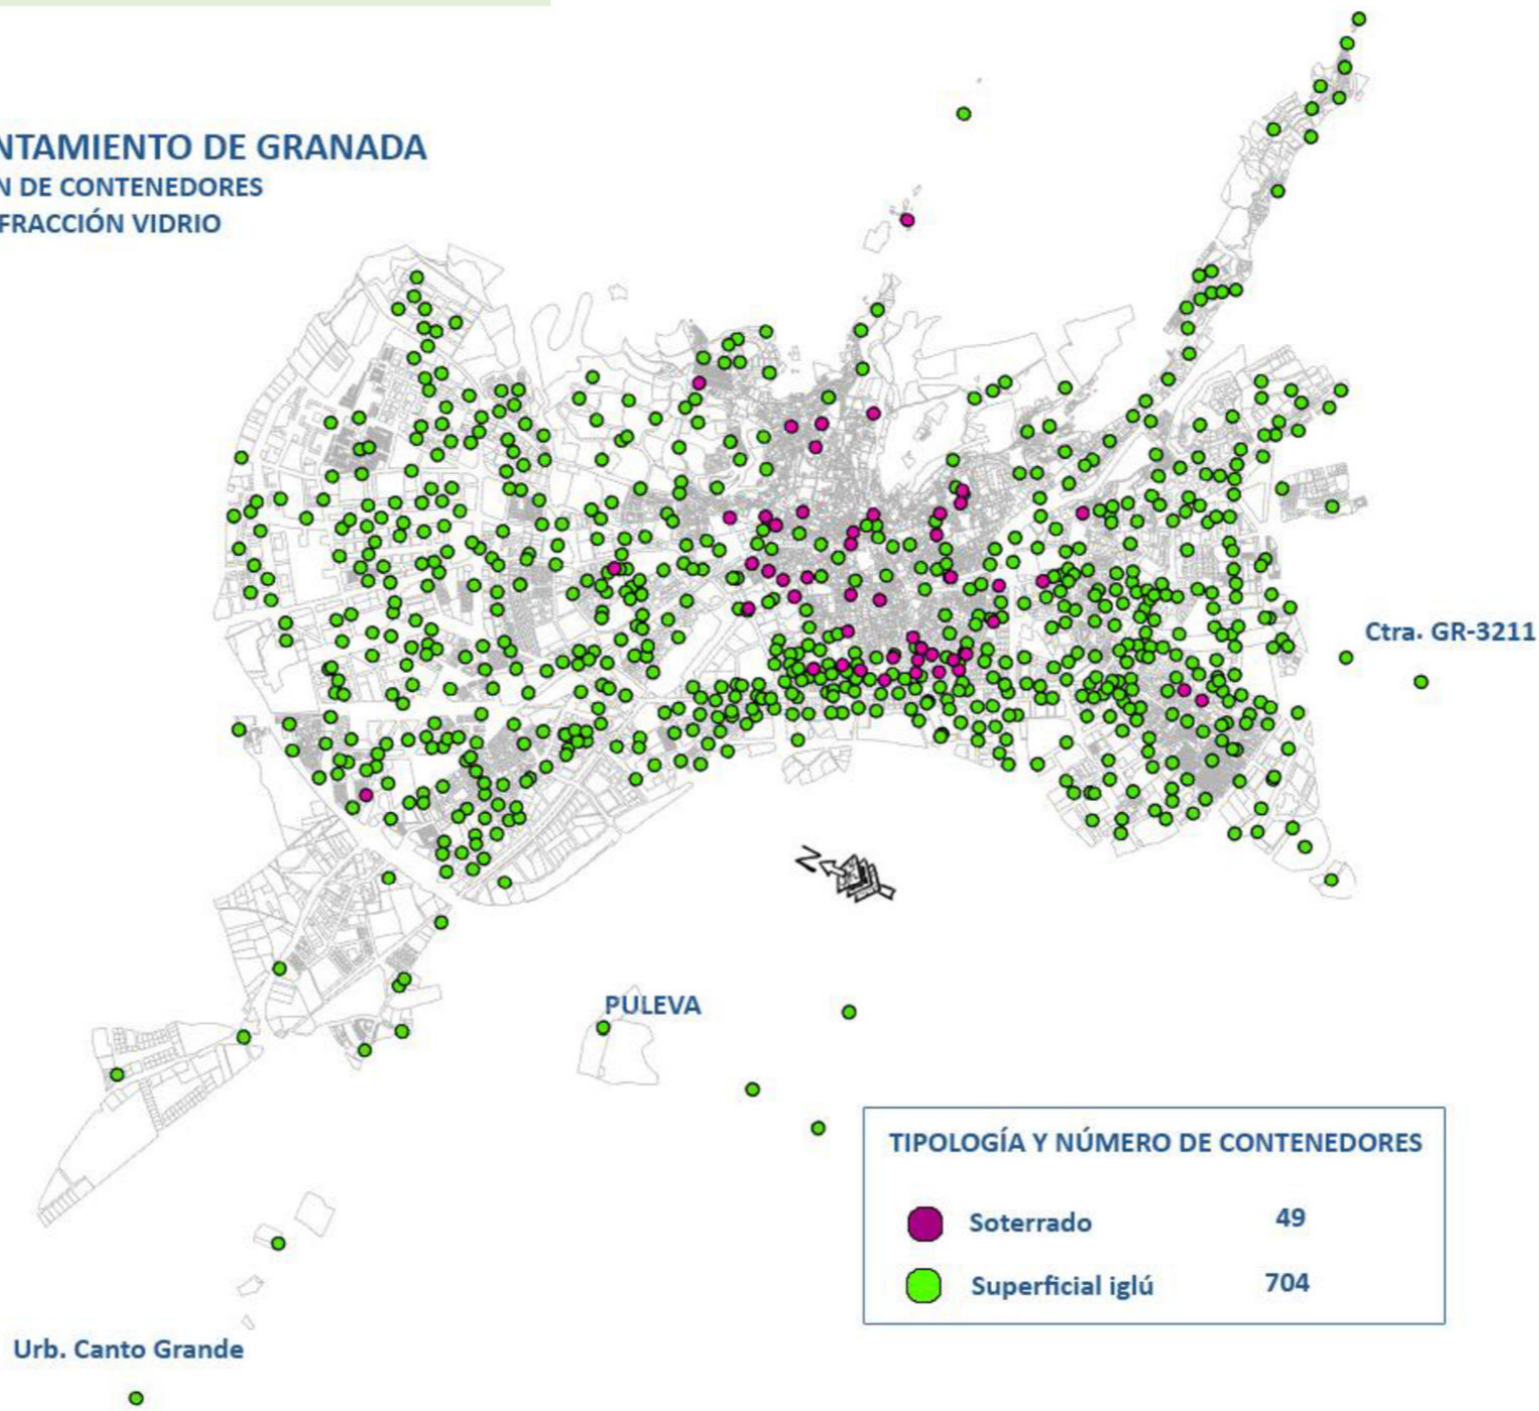 NTAMIENTO DE GRANADA
N DE CONTENEDORES
FRACCIÓN VIDRIO
Ctra. GR-3211
N
PULEVA
TIPOLOGÍA Y NÚMERO DE CONTENEDORES
Soterrado 49
Superficial iglú 704
Urb. Canto Grande